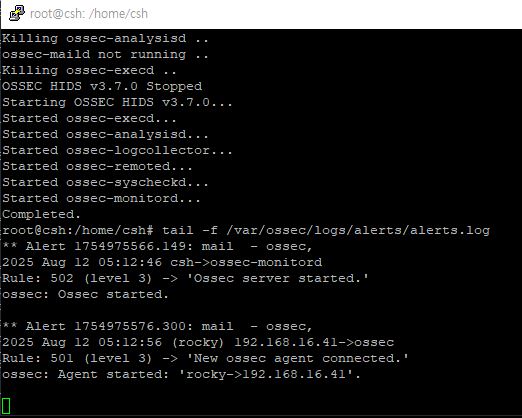 root@csh: /home/csh
Killing ossec-analysisd ..
ossec-maild not running ..
Killing ossec-execd ..
OSSEC HIDS v3.7.0 Stopped
Starting OSSEC HIDS v3.7.0...
Started ossec-execd...
Started ossec-analysisd...
Started ossec-logcollector...
Started ossec-remoted...
Started ossec-syscheckd...
Started ossec-monitord...
Completed.
root@csh:/home/csh# tail -f /var/ossec/logs/alerts/alerts.log
** Alert 1754975566.149: mail  - ossec,
2025 Aug 12 05:12:46 csh->ossec-monitord
Rule: 502 (level 3) -> 'Ossec server started.'
ossec: Ossec started.
** Alert 1754975576.300: mail  - ossec,
2025 Aug 12 05:12:56 (rocky) 192.168.16.41->ossec
Rule: 501 (level 3) -> 'New ossec agent connected.'
ossec: Agent started: 'rocky->192.168.16.41'.